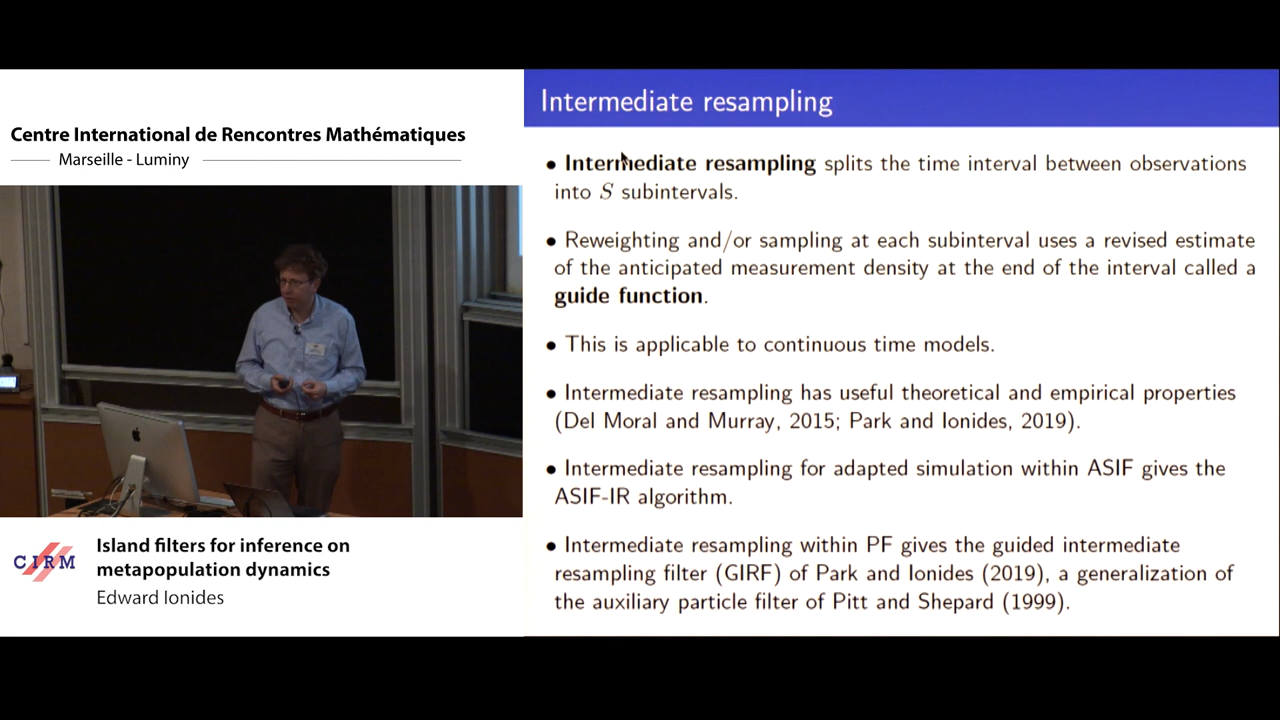 Centre International de Rencontres Mathématiques
Marseille - Luminy
CIRM
Island filters for inference on
metapopulation dynamics
Edward Ionides
Intermediate resampling
• Intermediate resampling splits the time interval between observations
into S subintervals.
• Reweighting and/or sampling at each subinterval uses a revised estimate
of the anticipated measurement density at the end of the interval called a
guide function.
• This is applicable to continuous time models.
• Intermediate resampling has useful theoretical and empirical properties
(Del Moral and Murray, 2015; Park and Ionides, 2019).
• Intermediate resampling for adapted simulation within ASIF gives the
ASIF-IR algorithm.
• Intermediate resampling within PF gives the guided intermediate
resampling filter (GIRF) of Park and Ionides (2019), a generalization of
the auxiliary particle filter of Pitt and Shepard (1999).